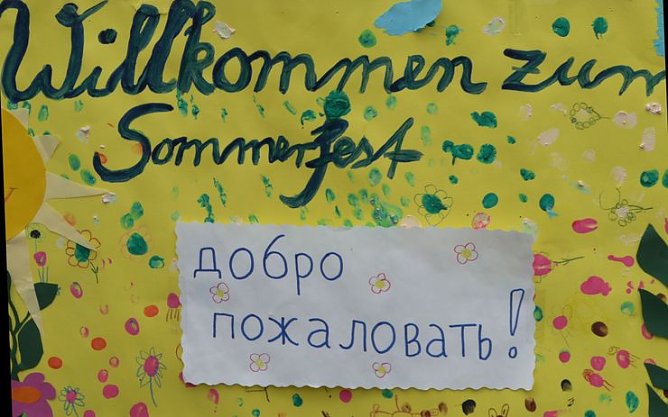 Willkommen zum
Sommerfest
добро
пожаловать!